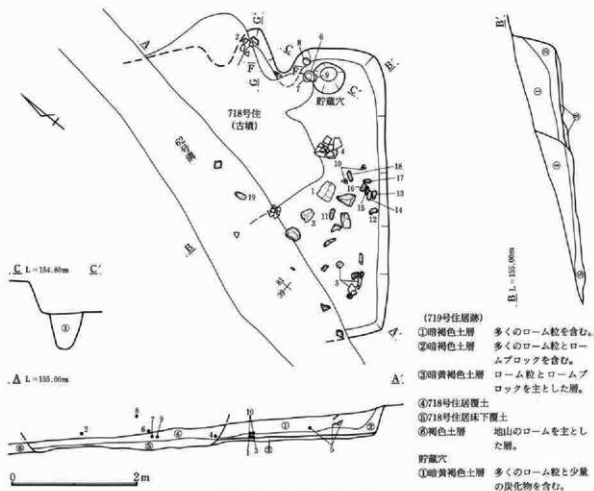 G'
C
G
F
F'
C'
A
B'
718号住
(古墳)
貯蔵穴
62号溝
B
A'
C L=154.80m C'
A L=155.00m A'
0 2m
B'
B L=155.00m
(719号住居跡)
①暗褐色土層 多くのローム粒を含む。
②暗褐色土層 多くのローム粒とロー
ムブロックを含む。
③暗黄褐色土層 ローム粒とロームブ
ロックを主とした層。
④718号住居覆土
⑤718号住居床下覆土
⑥褐色土層 地山のロームを主とし
た層。
貯蔵穴
①暗黄褐色土層 多くのローム粒と少量
の炭化物を含む。